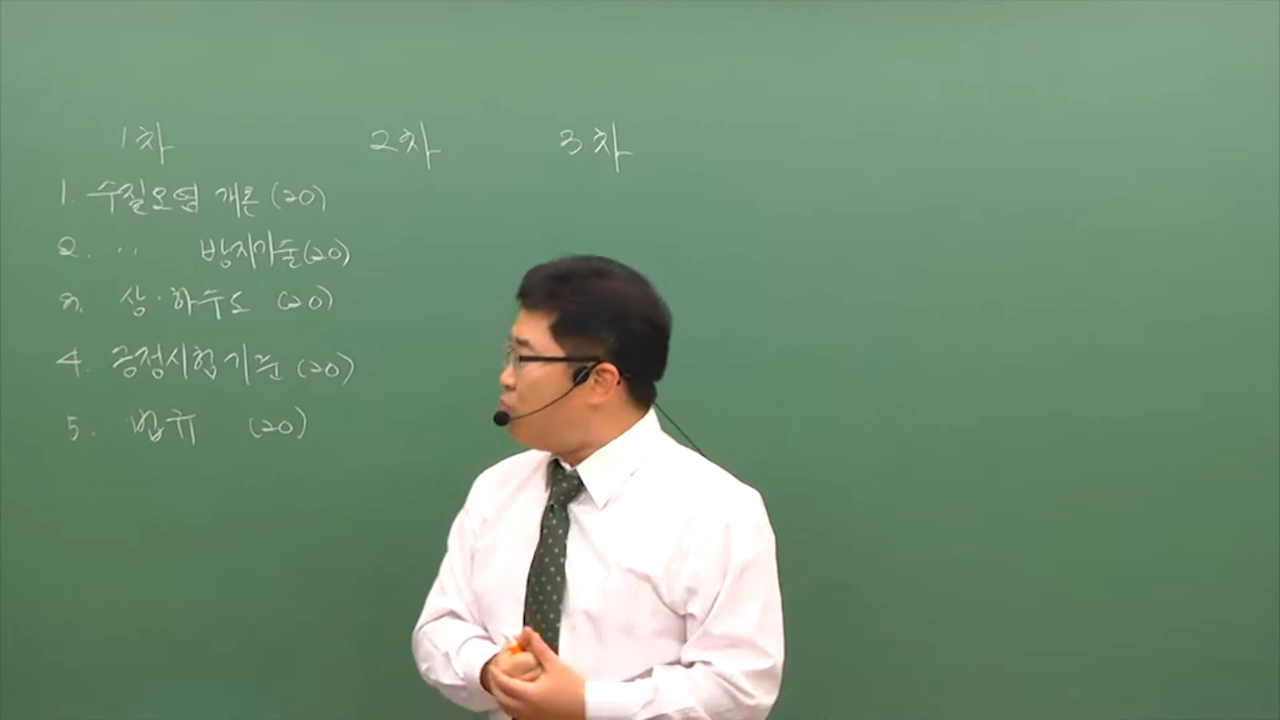 1차 2차 3차
1. 수질오염 개론 (20)
2. 〃 방지기술 (20)
3. 상·하수도 (20)
4. 공정시험기준 (20)
5. 법규 (20)